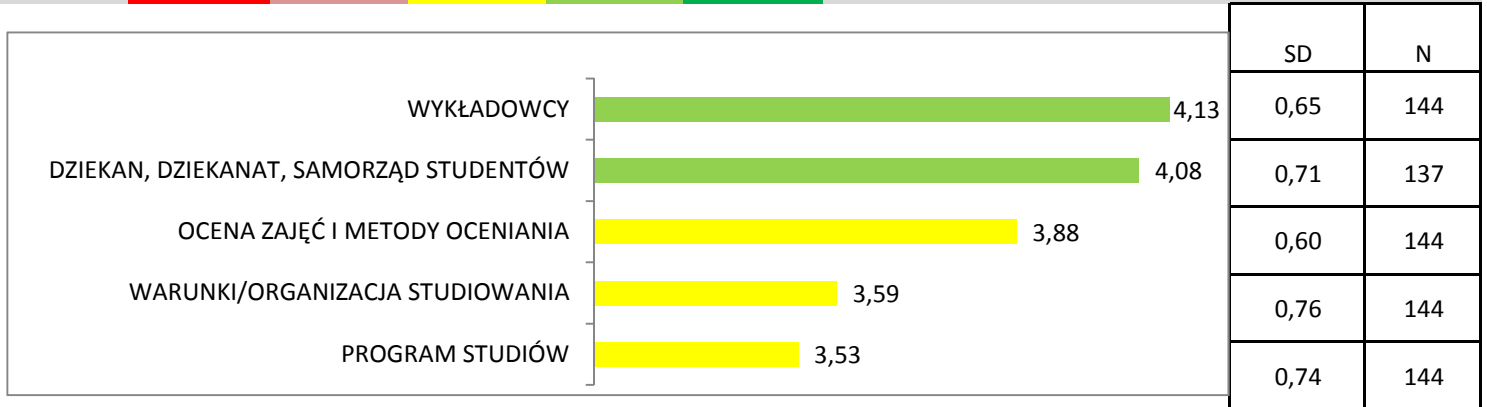 SD N
WYKŁADOWCY 4,13 0,65 144
DZIEKAN, DZIEKANAT, SAMORZĄD STUDENTÓW 4,08 0,71 137
OCENA ZAJĘĆ I METODY OCENIANIA 3,88 0,60 144
WARUNKI/ORGANIZACJA STUDIOWANIA 3,59 0,76 144
PROGRAM STUDIÓW 3,53 0,74 144